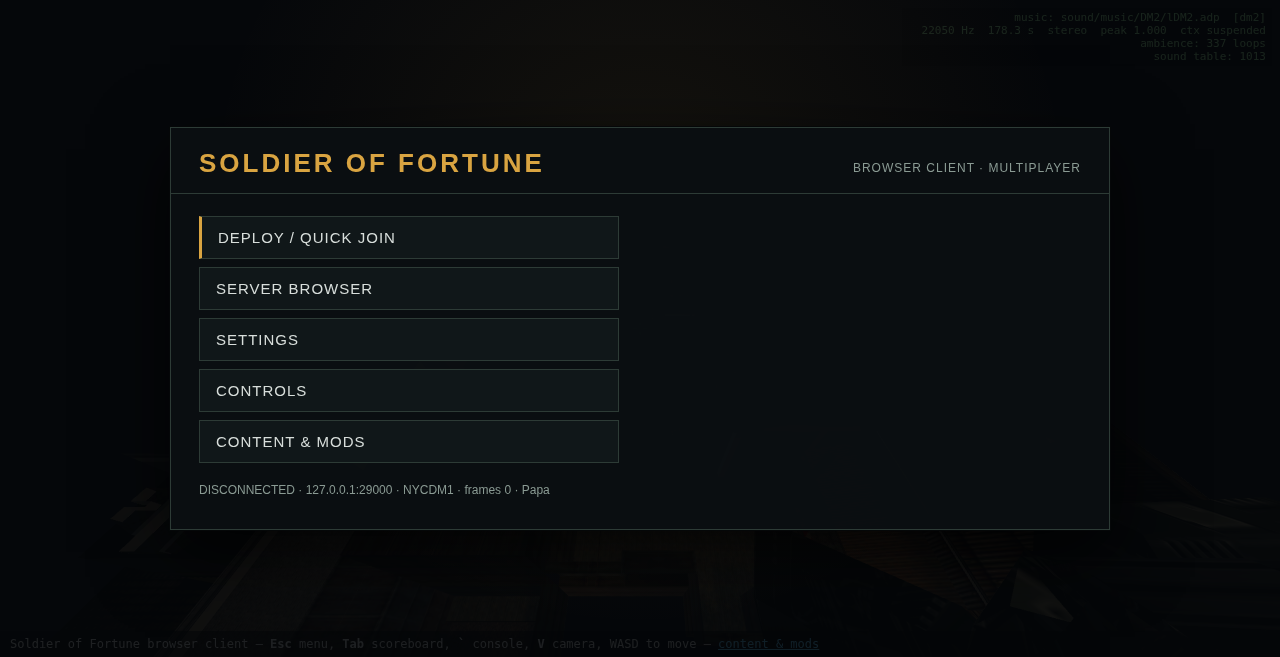 music: sound/music/DM2/lDM2.adp  [dm2]
22050 Hz  178.3 s  stereo  peak 1.000  ctx suspended
ambience: 337 loops
sound table: 1013
SOLDIER OF FORTUNE
BROWSER CLIENT · MULTIPLAYER
DEPLOY / QUICK JOIN
SERVER BROWSER
SETTINGS
CONTROLS
CONTENT & MODS
DISCONNECTED · 127.0.0.1:29000 · NYCDM1 · frames 0 · Papa
Soldier of Fortune browser client — Esc menu, Tab scoreboard, ` console, V camera, WASD to move — content & mods